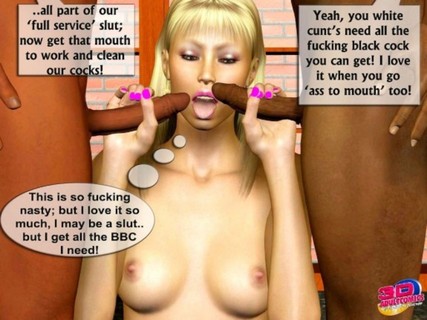 ..all part of our
'full service' slut;
now get that mouth
to work and clean
our cocks!
Yeah, you white
cunt's need all the
fucking black cock
you can get! I love
it when you go
'ass to mouth' too!
This is so fucking
nasty; but I love it so
much, I may be a slut..
but I get all the BBC
I need!
3D
ADULTCOMICS